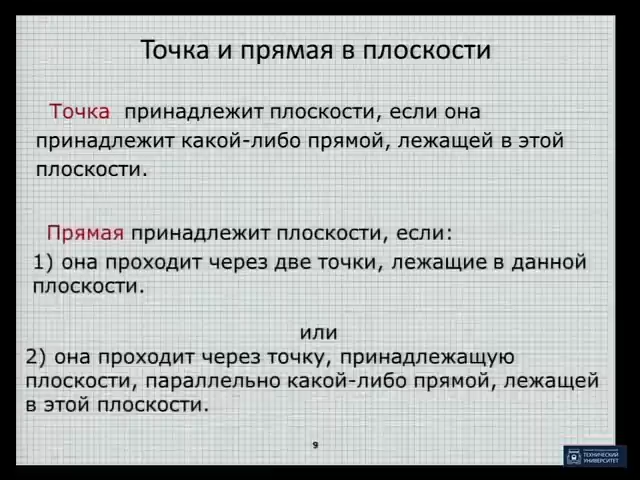 Точка и прямая в плоскости
Точка принадлежит плоскости, если она
принадлежит какой-либо прямой, лежащей в этой
плоскости.
Прямая принадлежит плоскости, если:
1) она проходит через две точки, лежащие в данной
плоскости.
или
2) она проходит через точку, принадлежащую
плоскости, параллельно какой-либо прямой, лежащей
в этой плоскости.
9
ТЕХНИЧЕСКИЙ
УНИВЕРСИТЕТ